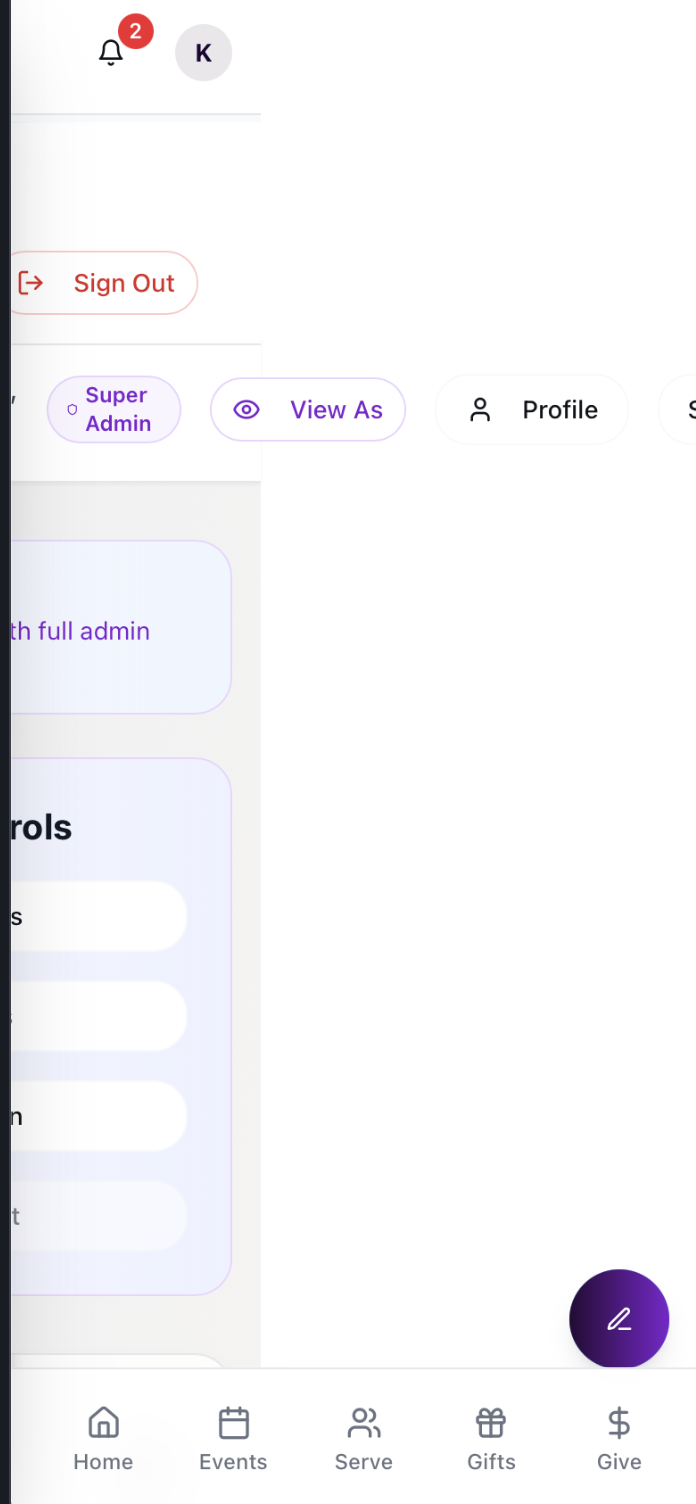 2
K
Sign Out
,
Super
Admin
View As
Profile
S
th full admin
rols
s
n
t
Home
Events
Serve
Gifts
Give